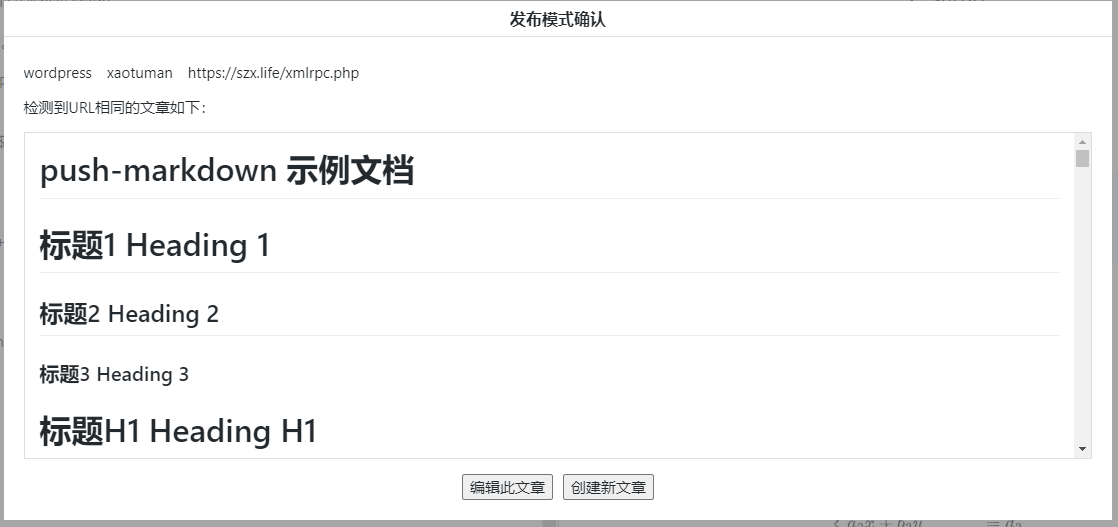 发布模式确认
wordpress xaotuman https://szx.life/xmlrpc.php
检测到URL相同的文章如下：
push-markdown 示例文档
标题1 Heading 1
标题2 Heading 2
标题3 Heading 3
标题H1 Heading H1
编辑此文章 创建新文章